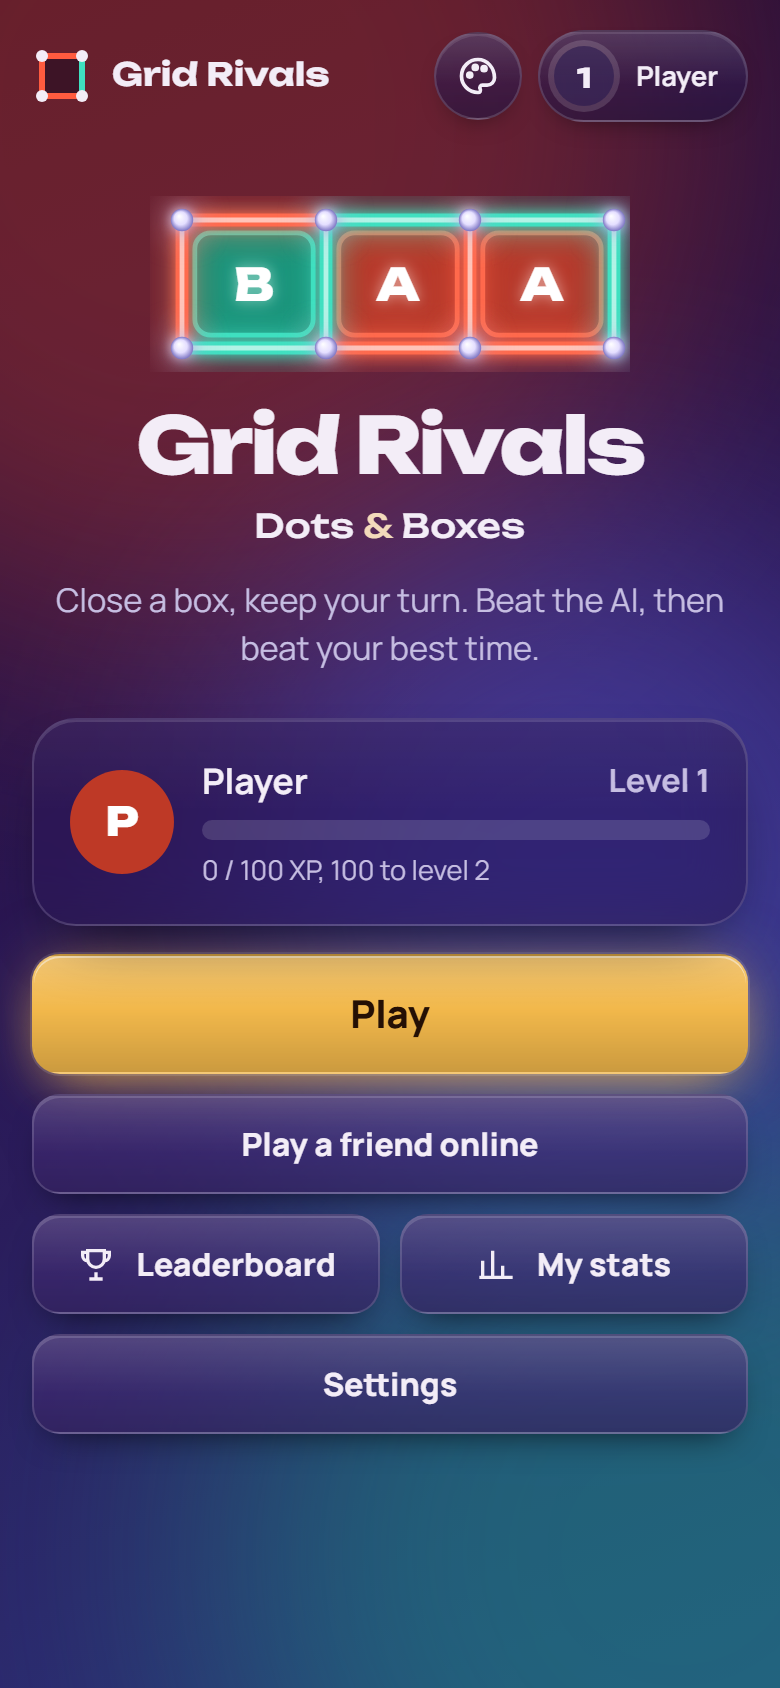 Grid Rivals
1 Player
B A A
Grid Rivals
Dots & Boxes
Close a box, keep your turn. Beat the AI, then
beat your best time.
P
Player Level 1
0 / 100 XP, 100 to level 2
Play
Play a friend online
Leaderboard My stats
Settings